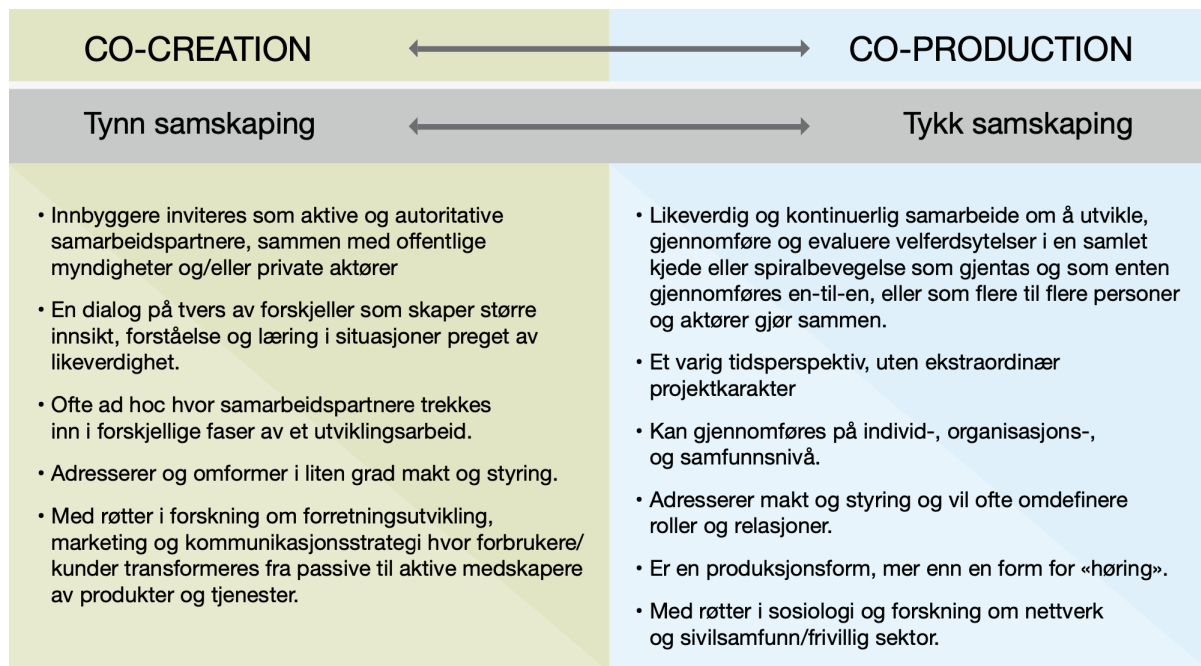 CO-CREATION
CO-PRODUCTION
Tynn samskaping
Tykk samskaping
• Innbyggere inviteres som aktive og autoritative
samarbeidspartnere, sammen med offentlige
myndigheter og/eller private aktører
• En dialog på tvers av forskjeller som skaper større
innsikt, forståelse og læring i situasjoner preget av
likeverdighet.
• Ofte ad hoc hvor samarbeidspartnere trekkes
inn i forskjellige faser av et utviklingsarbeid.
• Adresserer og omformer i liten grad makt og styring.
• Med røtter i forskning om forretningsutvikling,
marketing og kommunikasjonsstrategi hvor forbrukere/
kunder transformeres fra passive til aktive medskapere
av produkter og tjenester.
• Likeverdig og kontinuerlig samarbeide om å utvikle,
gjennomføre og evaluere velferdsytelser i en samlet
kjede eller spiralbevegelse som gjentas og som enten
gjennomføres en-til-en, eller som flere til flere personer
og aktører gjør sammen.
• Et varig tidsperspektiv, uten ekstraordinær
projektkarakter
• Kan gjennomføres på individ-, organisasjons-,
og samfunnsnivå.
• Adresserer makt og styring og vil ofte omdefinere
roller og relasjoner.
• Er en produksjonsform, mer enn en form for «høring».
• Med røtter i sosiologi og forskning om nettverk
og sivilsamfunn/frivillig sektor.